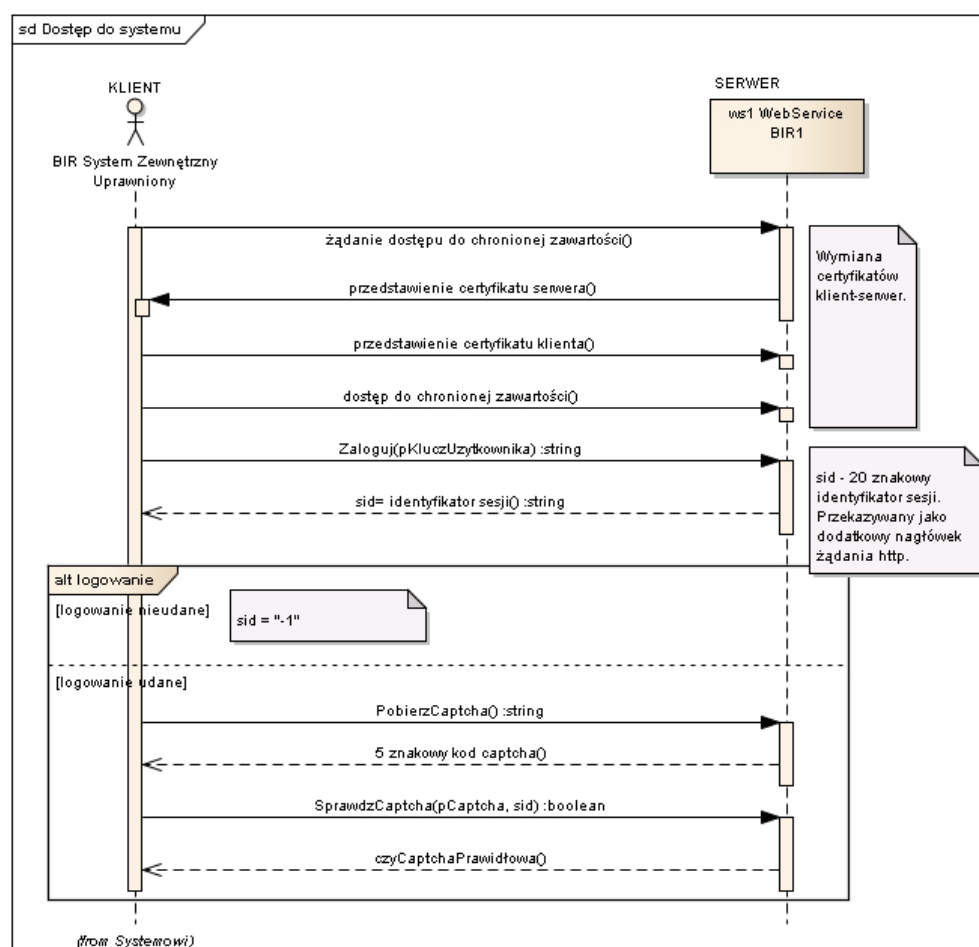 sd Dostęp do systemu
KLIENT
BIR System Zewnętrzny
Uprawniony
SERWER
ws1 WebService
BIR1
żądanie dostępu do chronionej zawartości()
Wymiana
certyfikatów
klient-serwer.
przedstawienie certyfikatu serwera()
przedstawienie certyfikatu klienta()
dostęp do chronionej zawartości()
Zaloguj(pKluczUzytkownika) :string
sid= identyfikator sesji() :string
sid - 20 znakowy
identyfikator sesji.
Przekazywany jako
dodatkowy nagłówek
żądania http.
alt logowanie
[logowanie nieudane]
sid = "-1"
[logowanie udane]
PobierzCaptcha() :string
5 znakowy kod captcha()
SprawdzCaptcha(pCaptcha, sid) :boolean
czyCaptchaPrawidłowa()
(from Systemowi)